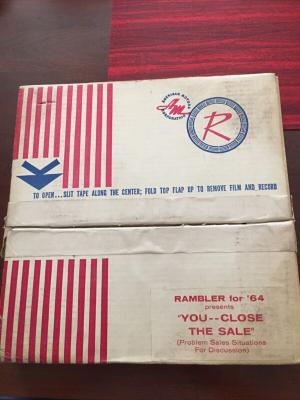 AMERICAN MOTORS
AM
CORPORATION
R
TO OPEN...SLIT TAPE ALONG THE CENTER; FOLD TOP FLAP UP TO REMOVE FILM AND RECORD
RAMBLER for '64
presents
"YOU--CLOSE
THE SALE"
(Problem Sales Situations
For Discussion)